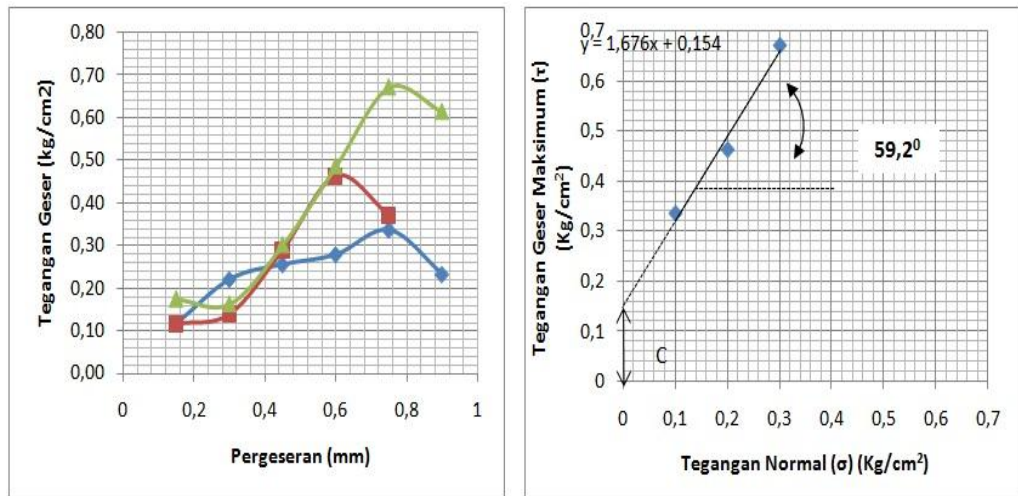 Tegangan Geser (kg/cm2)
0,80
0,70
0,60
0,50
0,40
0,30
0,20
0,10
0,00
0 0,2 0,4 0,6 0,8 1
Pergeseran (mm)
Tegangan Geser Maksimum (τ)
(Kg/cm²)
0,7
y = 1,676x + 0,154
0,6
0,5
59,2⁰
0,4
0,3
0,2
0,1
C
0
0 0,1 0,2 0,3 0,4 0,5 0,6 0,7
Tegangan Normal (σ) (Kg/cm²)